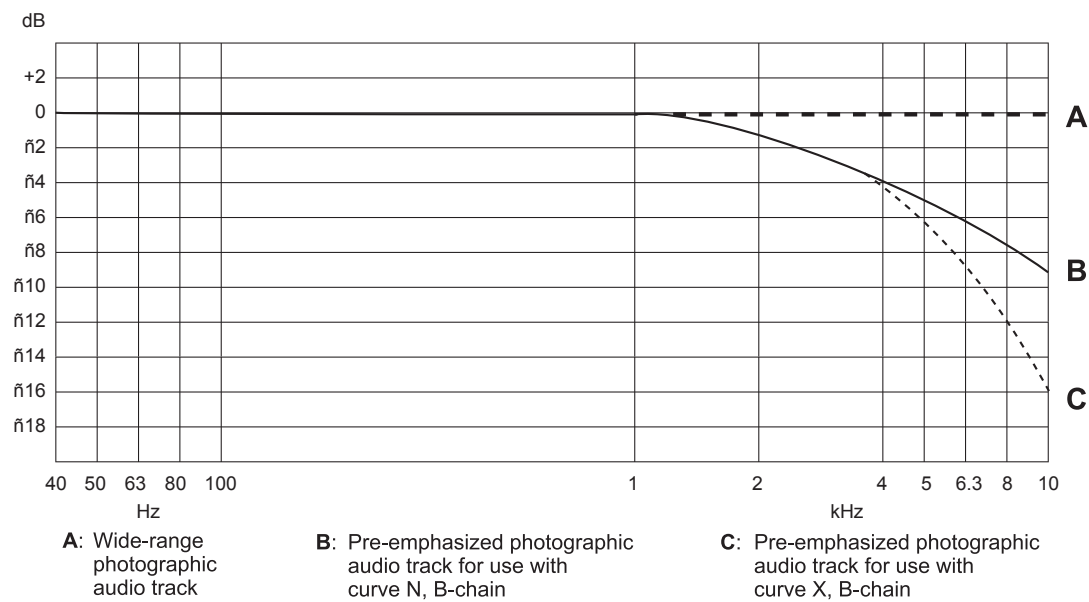 dB
+2
0
ñ2
ñ4
ñ6
ñ8
ñ10
ñ12
ñ14
ñ16
ñ18
A
B
C
40 50 63 80 100 1 2 4 5 6.3 8 10
Hz kHz
A: Wide-range
photographic
audio track
B: Pre-emphasized photographic
audio track for use with
curve N, B-chain
C: Pre-emphasized photographic
audio track for use with
curve X, B-chain